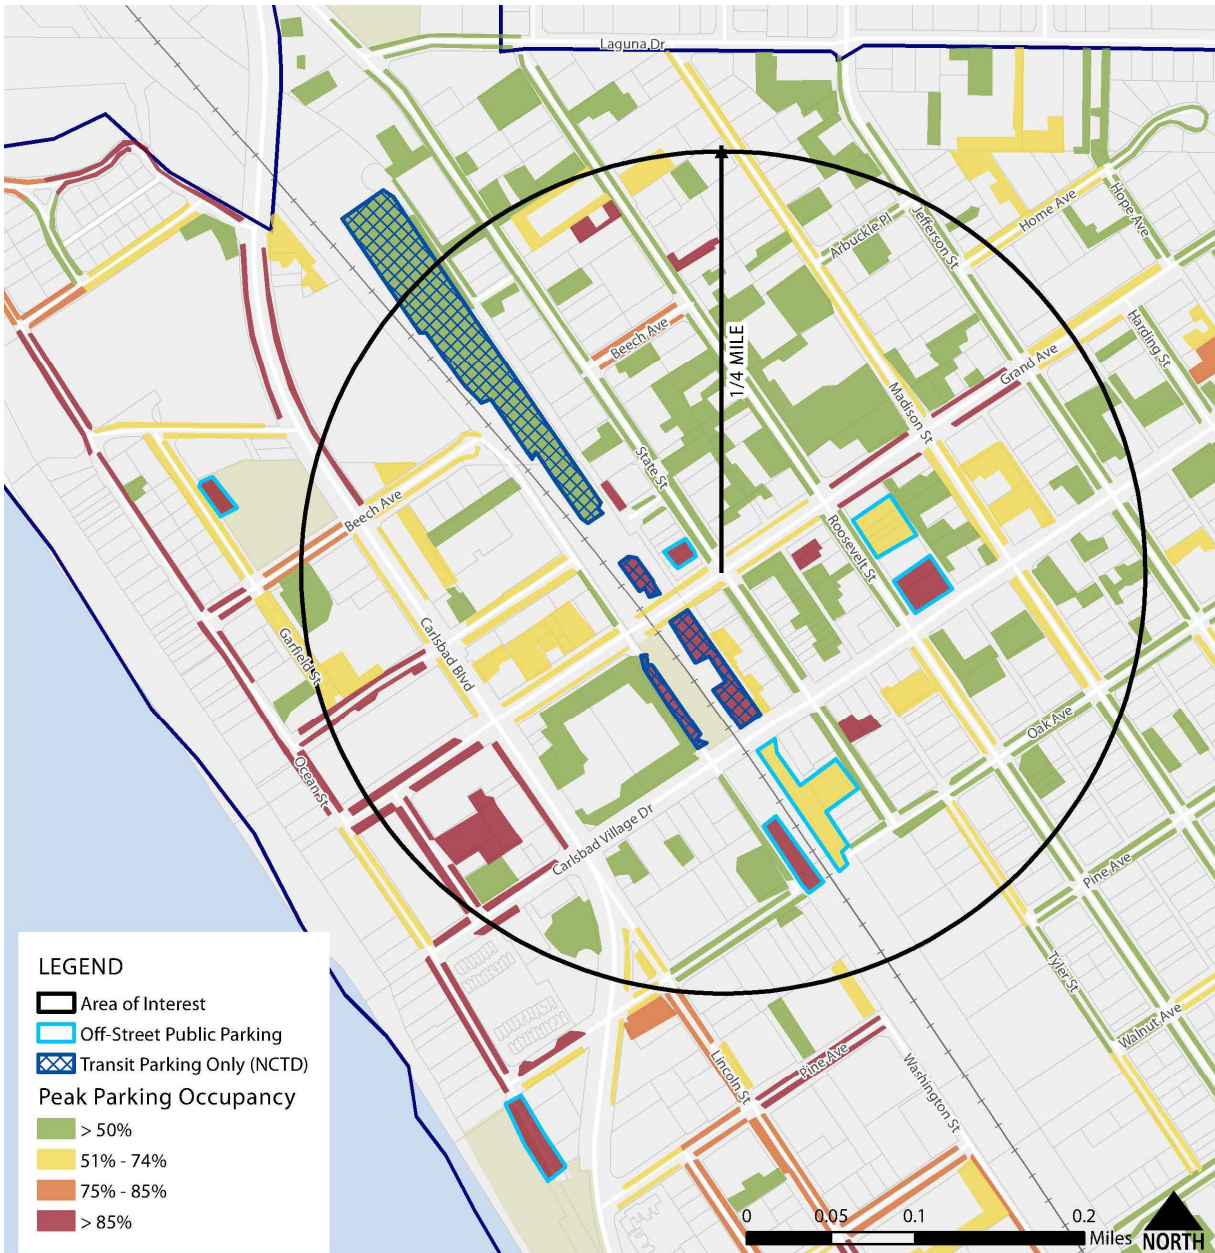 Laguna Dr
Hope Ave
Home Ave
Jefferson St
Arbuckle Pl
Harding St
Beech Ave
1/4 MILE
Grand Ave
Madison St
State St
Beech Ave
Roosevelt St
Garfield St
Carlsbad Blvd
Oak Ave
Ocean St
Carlsbad Village Dr
Pine Ave
Tyler St
Walnut Ave
Lincoln St
Pine Ave
Washington St
LEGEND
Area of Interest
Off-Street Public Parking
Transit Parking Only (NCTD)
Peak Parking Occupancy
> 50%
51% - 74%
75% - 85%
> 85%
0 0.05 0.1 0.2
Miles
NORTH